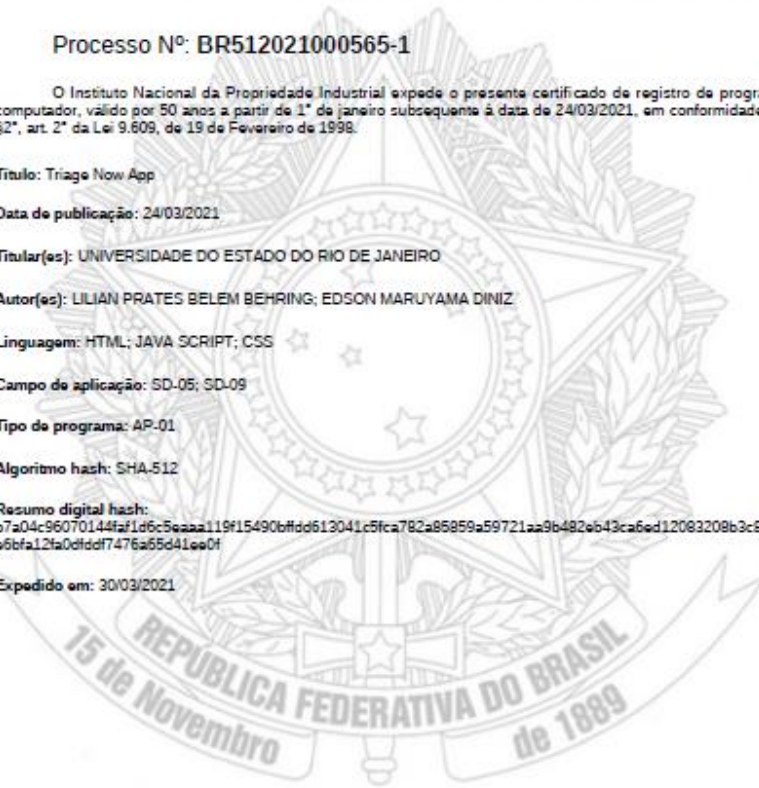 Processo Nº: BR512021000565-1
O Instituto Nacional da Propriedade Industrial expede o presente certificado de registro de progra
computador, válido por 50 anos a partir de 1° de janeiro subsequente à data de 24/03/2021, em conformidade
§2°, art. 2° da Lei 9.609, de 19 de Fevereiro de 1998.
Título: Triage Now App
Data de publicação: 24/03/2021
Titular(es): UNIVERSIDADE DO ESTADO DO RIO DE JANEIRO
Autor(es): LILIAN PRATES BELEM BEHRING; EDSON MARUYAMA DINIZ
Linguagem: HTML; JAVA SCRIPT; CSS
Campo de aplicação: SD-05; SD-09
Tipo de programa: AP-01
Algoritmo hash: SHA-512
Resumo digital hash:
Expedido em: 30/03/2021
REPUBLICA FEDERATIVA DO BRASIL
15 de Novembro de 1889